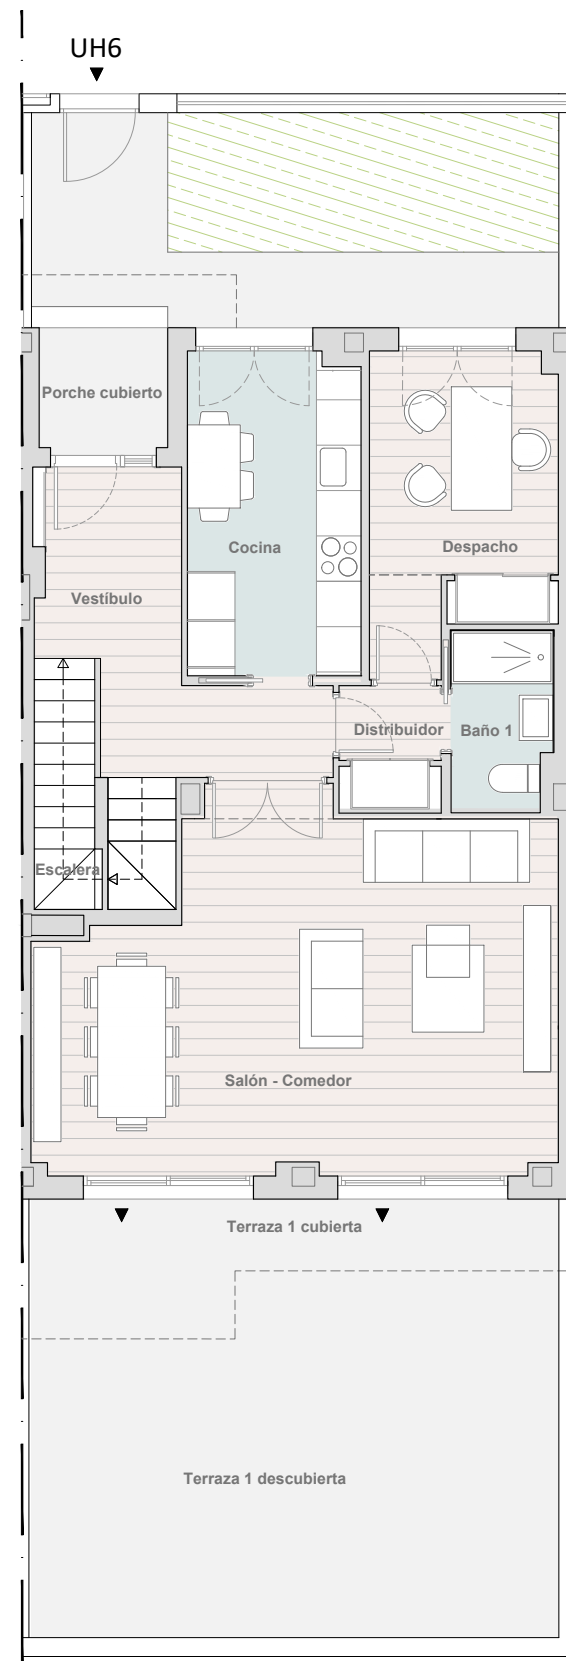 UH6
Porche cubierto
Cocina
Despacho
Vestíbulo
Distribuidor
Baño 1
Escalera
Salón - Comedor
Terraza 1 cubierta
Terraza 1 descubierta